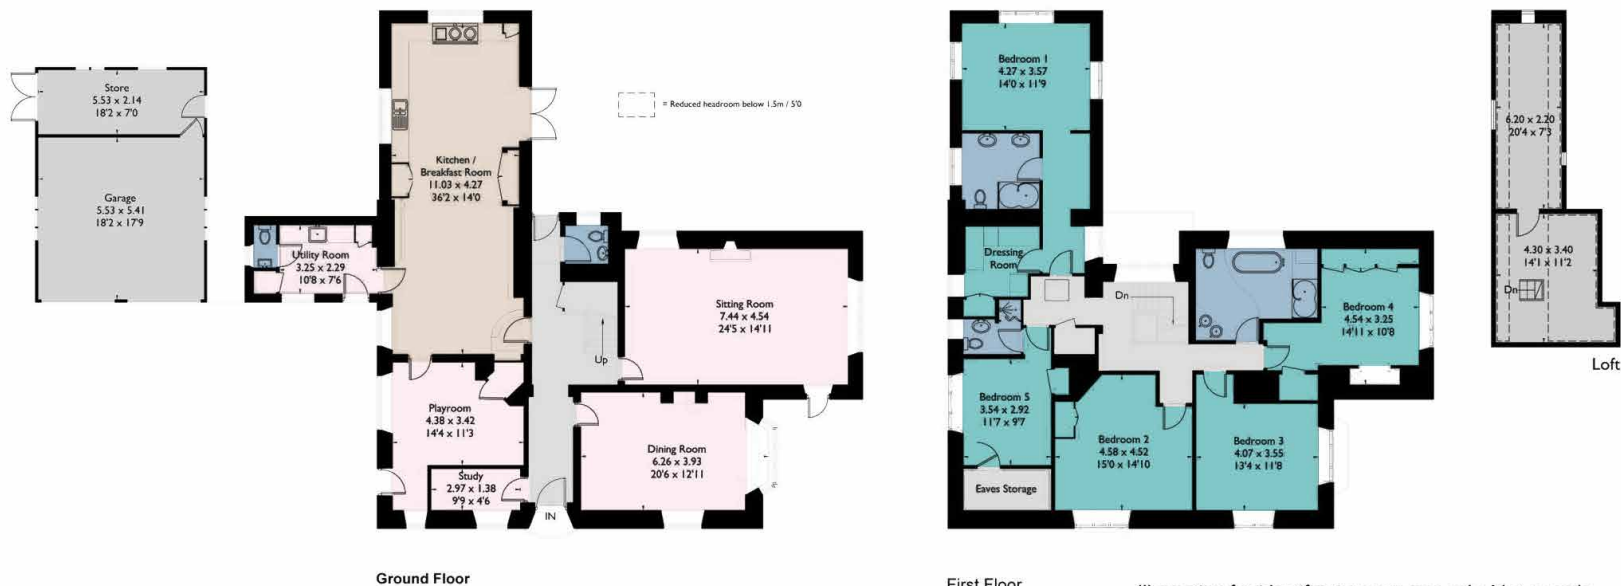 Store
5.53 x 2.14
18'2 x 7'0
Garage
5.53 x 5.41
18'2 x 17'9
Utility Room
3.25 x 2.29
10'8 x 7'6
Kitchen /
Breakfast Room
11.03 x 4.27
36'2 x 14'0
= Reduced headroom below 1.5m / 5'0
Sitting Room
7.44 x 4.54
24'5 x 14'11
Up
Playroom
4.38 x 3.42
14'4 x 11'3
Study
2.97 x 1.38
9'9 x 4'6
Dining Room
6.26 x 3.93
20'6 x 12'11
IN
Ground Floor
Bedroom 1
4.27 x 3.57
14'0 x 11'9
Dressing
Room
Dn
Bedroom 4
4.54 x 3.25
14'11 x 10'8
Bedroom 5
3.54 x 2.92
11'7 x 9'7
Bedroom 2
4.58 x 4.52
15'0 x 14'10
Bedroom 3
4.07 x 3.55
13'4 x 11'8
Eaves Storage
First Floor
6.20 x 2.20
20'4 x 7'3
4.30 x 3.40
14'1 x 11'2
Dn
Loft